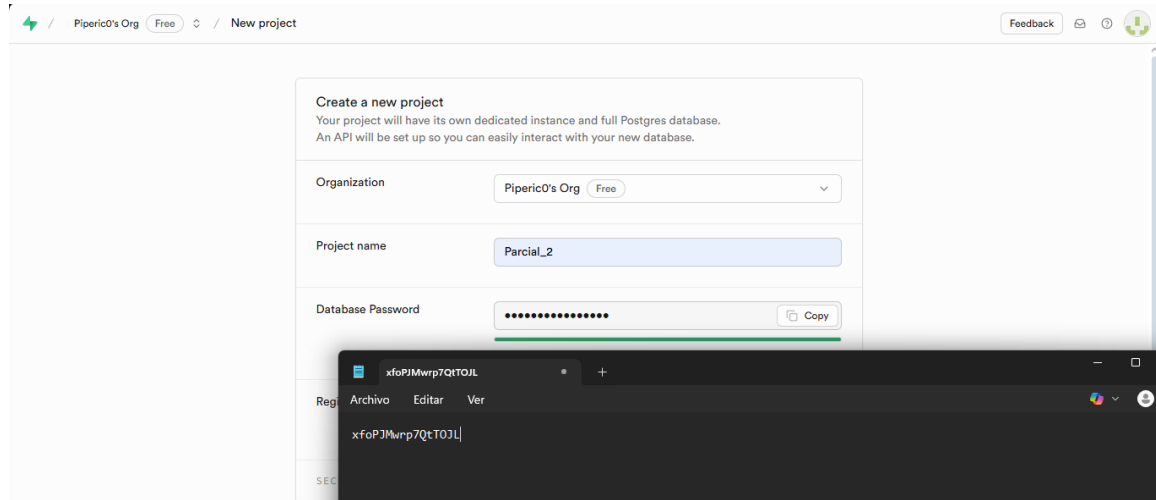 / Piperic0's Org Free / New project Feedback
Create a new project
Your project will have its own dedicated instance and full Postgres database.
An API will be set up so you can easily interact with your new database.
Organization
Piperic0's Org Free
Project name
Parcial_2
Database Password
•••••••••••••••• Copy
xfoPJMwrp7QtTOJL
Regi
Archivo Editar Ver
xfoPJMwrp7QtTOJL
SEC